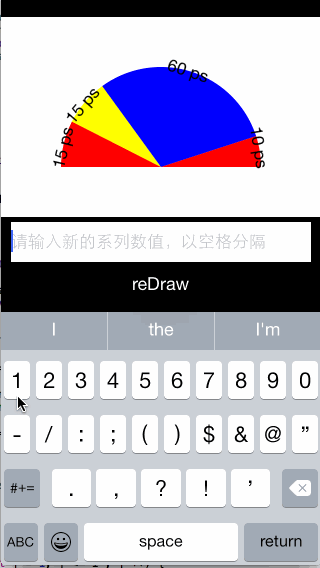 15 ps
15 ps
60 ps
10 ps
请输入新的系列数值，以空格分隔
reDraw
I the I'm
1 2 3 4 5 6 7 8 9 0
- / : ; ( ) $ & @ ”
#+= . , ? ! ’
ABC space return